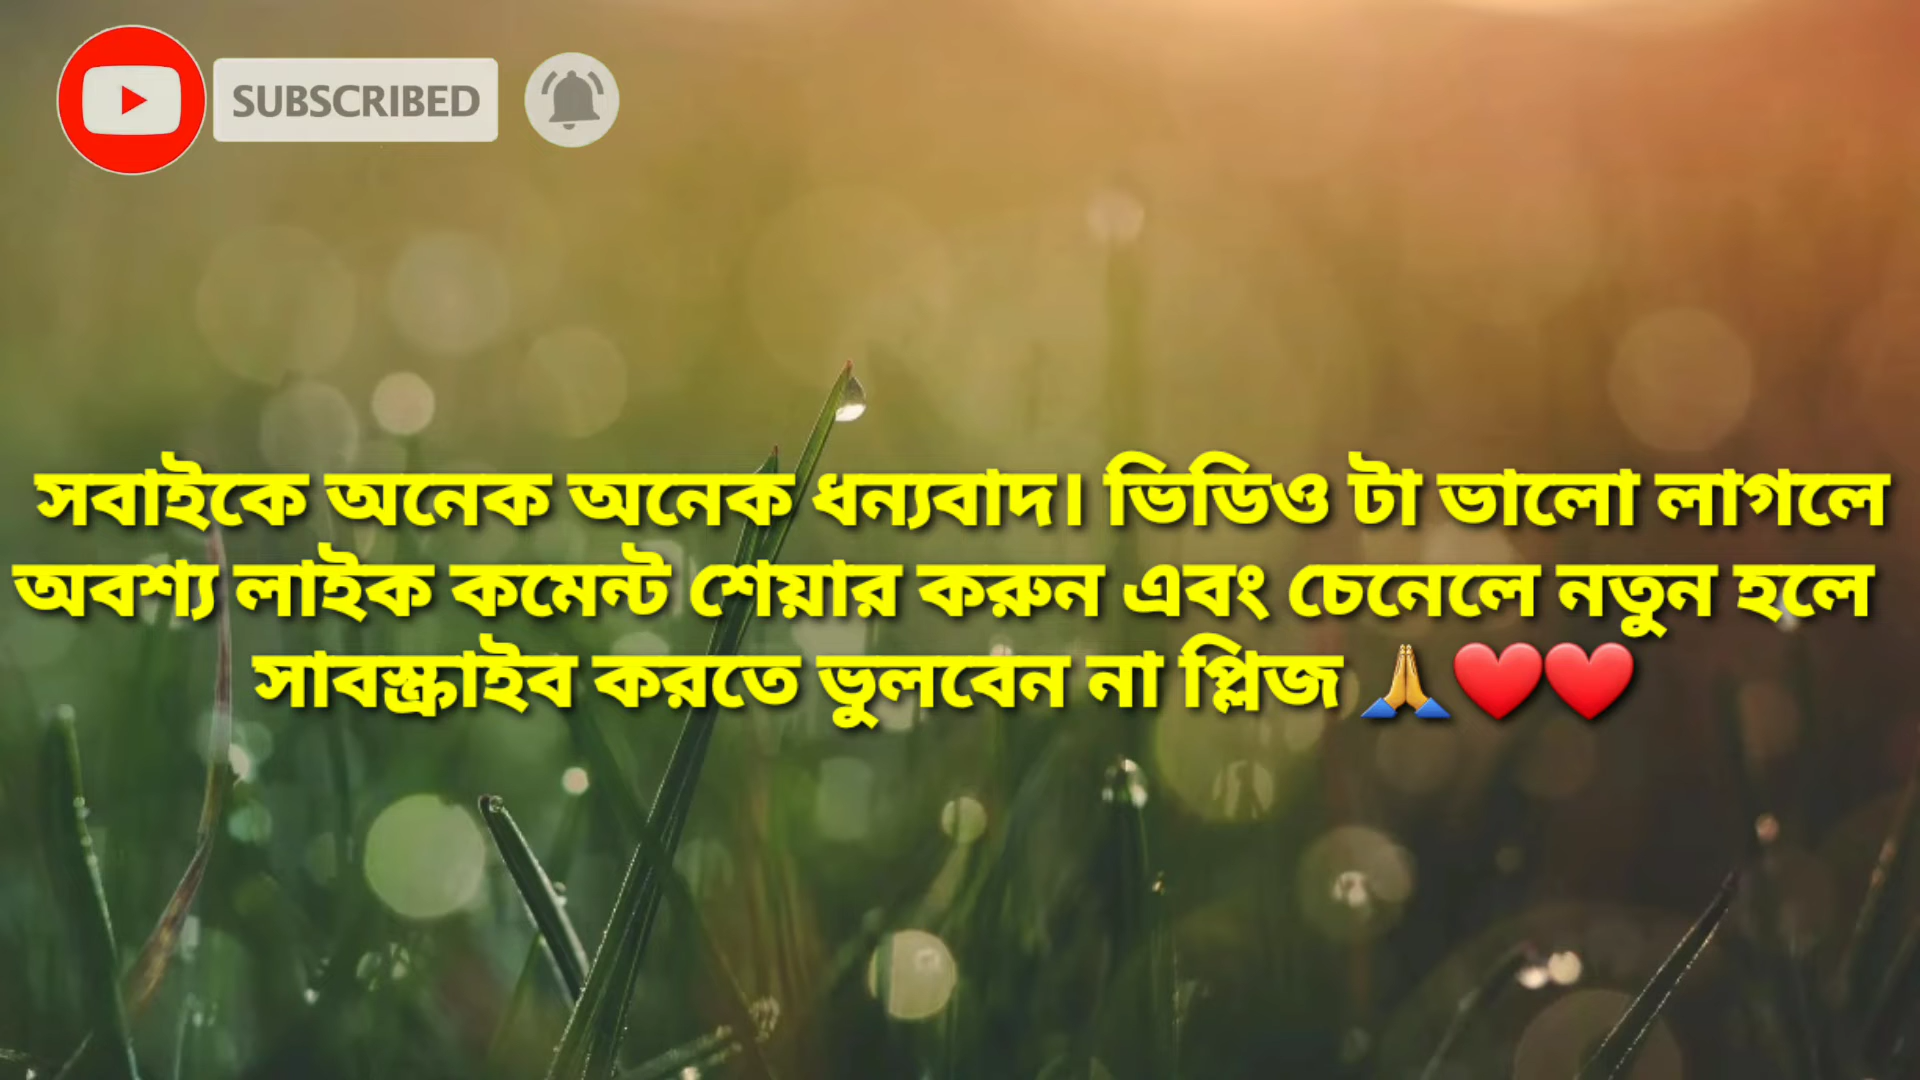 SUBSCRIBED
সবাইকে অনেক অনেক ধন্যবাদ। ভিডিও টা ভালো লাগলে
অবশ্য লাইক কমেন্ট শেয়ার করুন এবং চেনেলে নতুন হলে
সাবস্ক্রাইব করতে ভুলবেন না প্লিজ 🙏❤️❤️